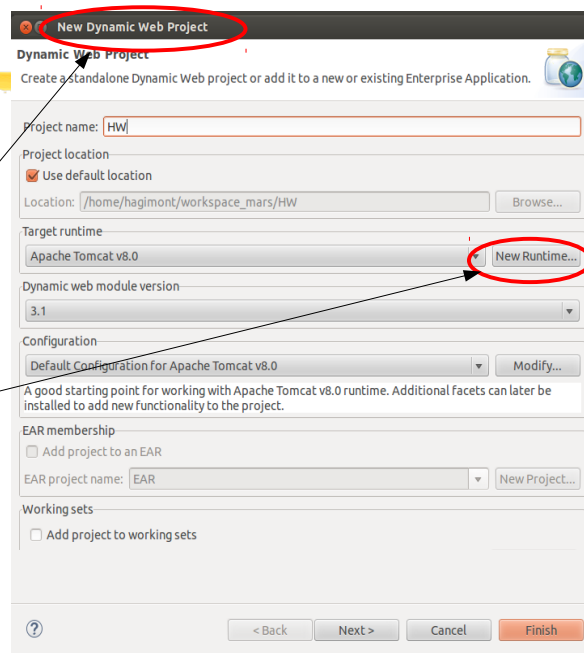 New Dynamic Web Project
Dynamic Web Project
Create a standalone Dynamic Web project or add it to a new or existing Enterprise Application.
Project name: HW
Project location
Use default location
Location: /home/hagimont/workspace_mars/HW Browse...
Target runtime
Apache Tomcat v8.0 New Runtime...
Dynamic web module version
3.1
Configuration
Default Configuration for Apache Tomcat v8.0 Modify...
A good starting point for working with Apache Tomcat v8.0 runtime. Additional facets can later be
installed to add new functionality to the project.
EAR membership
Add project to an EAR
EAR project name: EAR New Project...
Working sets
Add project to working sets
? < Back Next > Cancel Finish